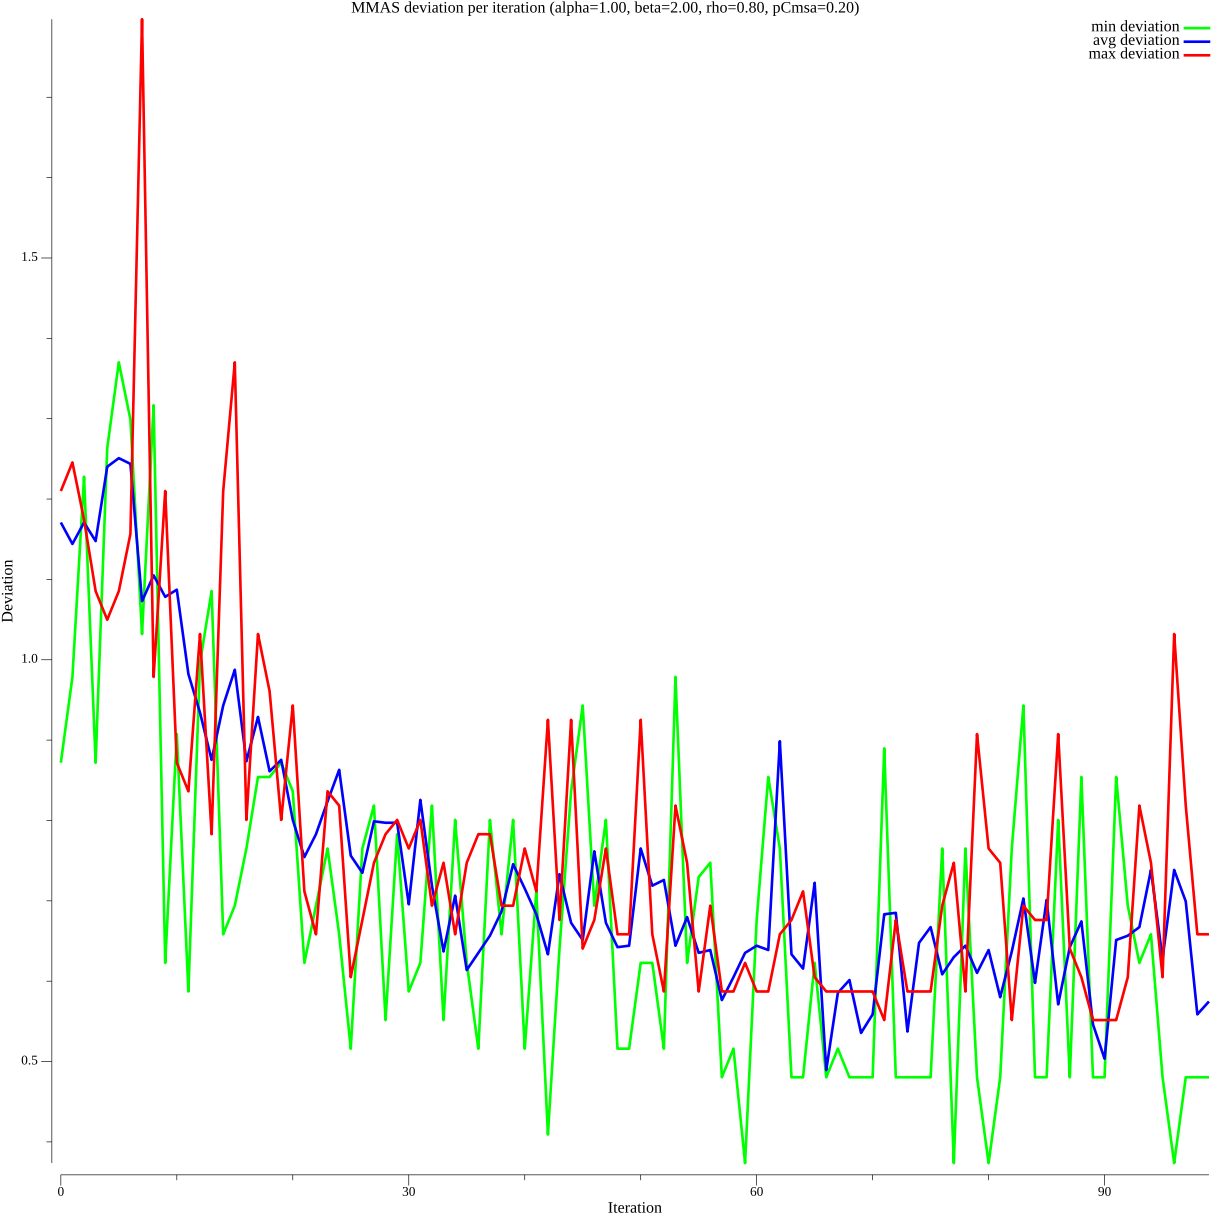 MMAS deviation per iteration (alpha=1.00, beta=2.00, rho=0.80, pCmsa=0.20)
min deviation
avg deviation
max deviation
1.5
1.0
0.5
Deviation
0
30
60
90
Iteration